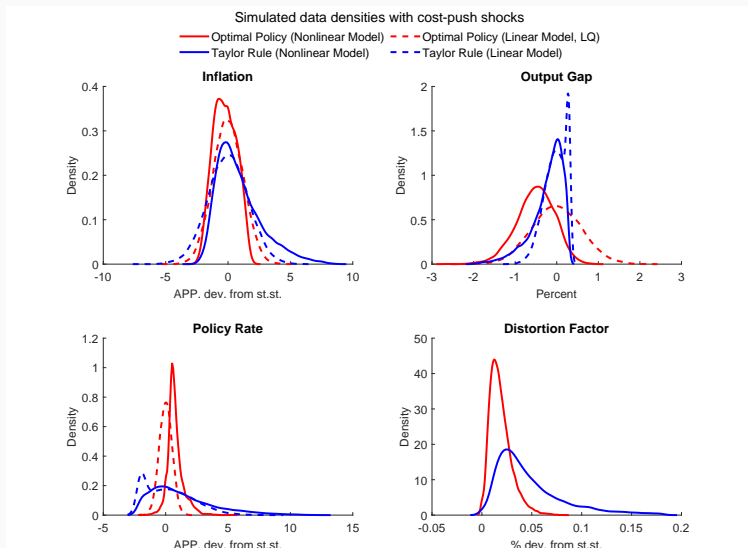 Simulated data densities with cost-push shocks
Optimal Policy (Nonlinear Model) Optimal Policy (Linear Model, LQ)
Taylor Rule (Nonlinear Model) Taylor Rule (Linear Model)
Inflation
0.4
0.3
0.2
0.1
0
Density
-10 -5 0 5 10
APP. dev. from st.st.
Output Gap
2
1.5
1
0.5
0
Density
-3 -2 -1 0 1 2 3
Percent
Policy Rate
1.2
1
0.8
0.6
0.4
0.2
0
Density
-5 0 5 10 15
APP. dev. from st.st.
Distortion Factor
50
40
30
20
10
0
Density
-0.05 0 0.05 0.1 0.15 0.2
% dev. from st.st.